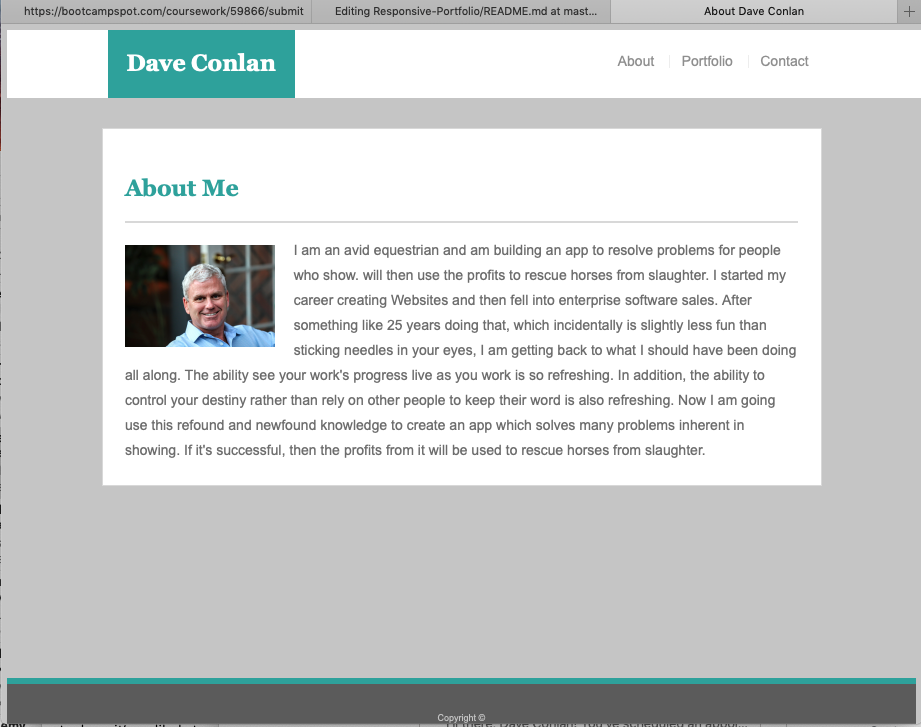 https://bootcampspot.com/coursework/59866/submit
Editing Responsive-Portfolio/README.md at mast...
About Dave Conlan
Dave Conlan
About
Portfolio
Contact
About Me
I am an avid equestrian and am building an app to resolve problems for people
who show. will then use the profits to rescue horses from slaughter. I started my
career creating Websites and then fell into enterprise software sales. After
something like 25 years doing that, which incidentally is slightly less fun than
sticking needles in your eyes, I am getting back to what I should have been doing
all along. The ability see your work's progress live as you work is so refreshing. In addition, the ability to
control your destiny rather than rely on other people to keep their word is also refreshing. Now I am going
use this refound and newfound knowledge to create an app which solves many problems inherent in
showing. If it's successful, then the profits from it will be used to rescue horses from slaughter.
Copyright ©